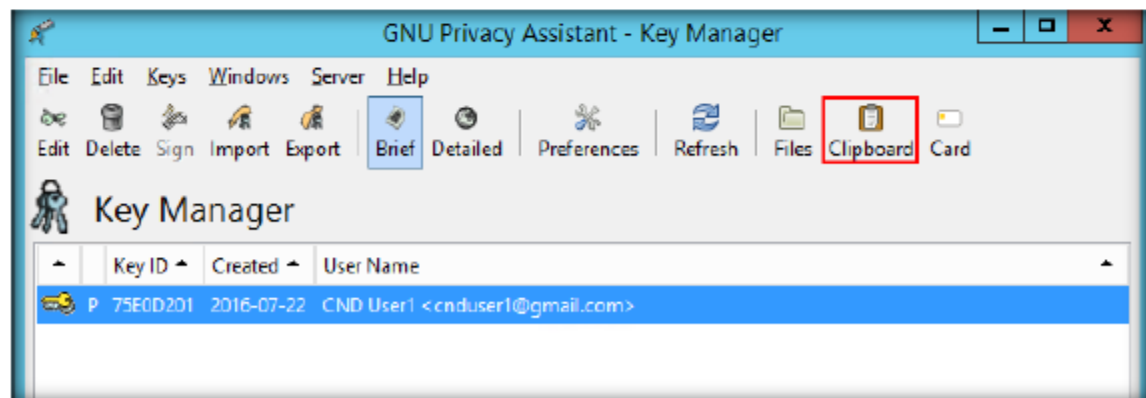 GNU Privacy Assistant - Key Manager
File Edit Keys Windows Server Help
Edit Delete Sign Import Export Brief Detailed Preferences Refresh Files Clipboard Card
Key Manager
Key ID Created User Name
P 75E0D201 2016-07-22 CND User1 <cnduser1@gmail.com>